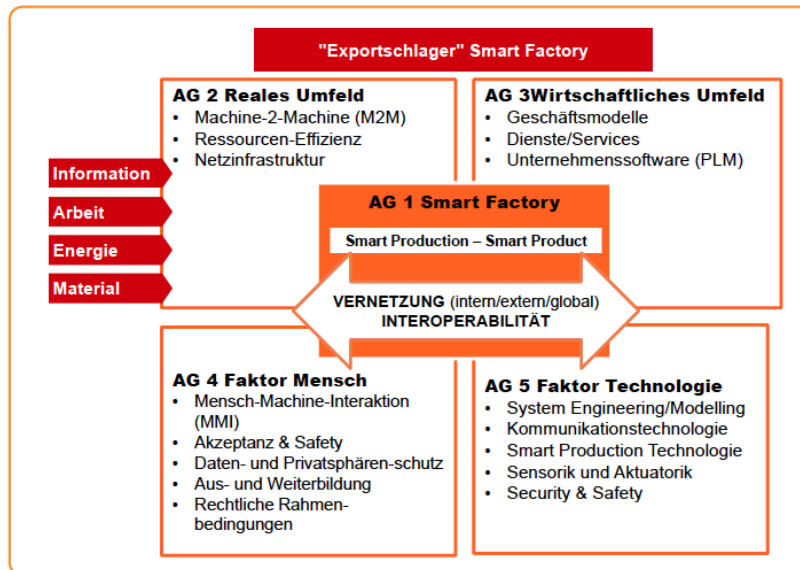 "Exportschlager" Smart Factory
AG 2 Reales Umfeld
• Machine-2-Machine (M2M)
• Ressourcen-Effizienz
• Netzinfrastruktur
AG 3Wirtschaftliches Umfeld
• Geschäftsmodelle
• Dienste/Services
• Unternehmenssoftware (PLM)
Information
Arbeit
Energie
Material
AG 1 Smart Factory
Smart Production – Smart Product
VERNETZUNG (intern/extern/global)
INTEROPERABILITÄT
AG 4 Faktor Mensch
• Mensch-Machine-Interaktion
(MMI)
• Akzeptanz & Safety
• Daten- und Privatsphären-schutz
• Aus- und Weiterbildung
• Rechtliche Rahmen-
bedingungen
AG 5 Faktor Technologie
• System Engineering/Modelling
• Kommunikationstechnologie
• Smart Production Technologie
• Sensorik und Aktuatorik
• Security & Safety